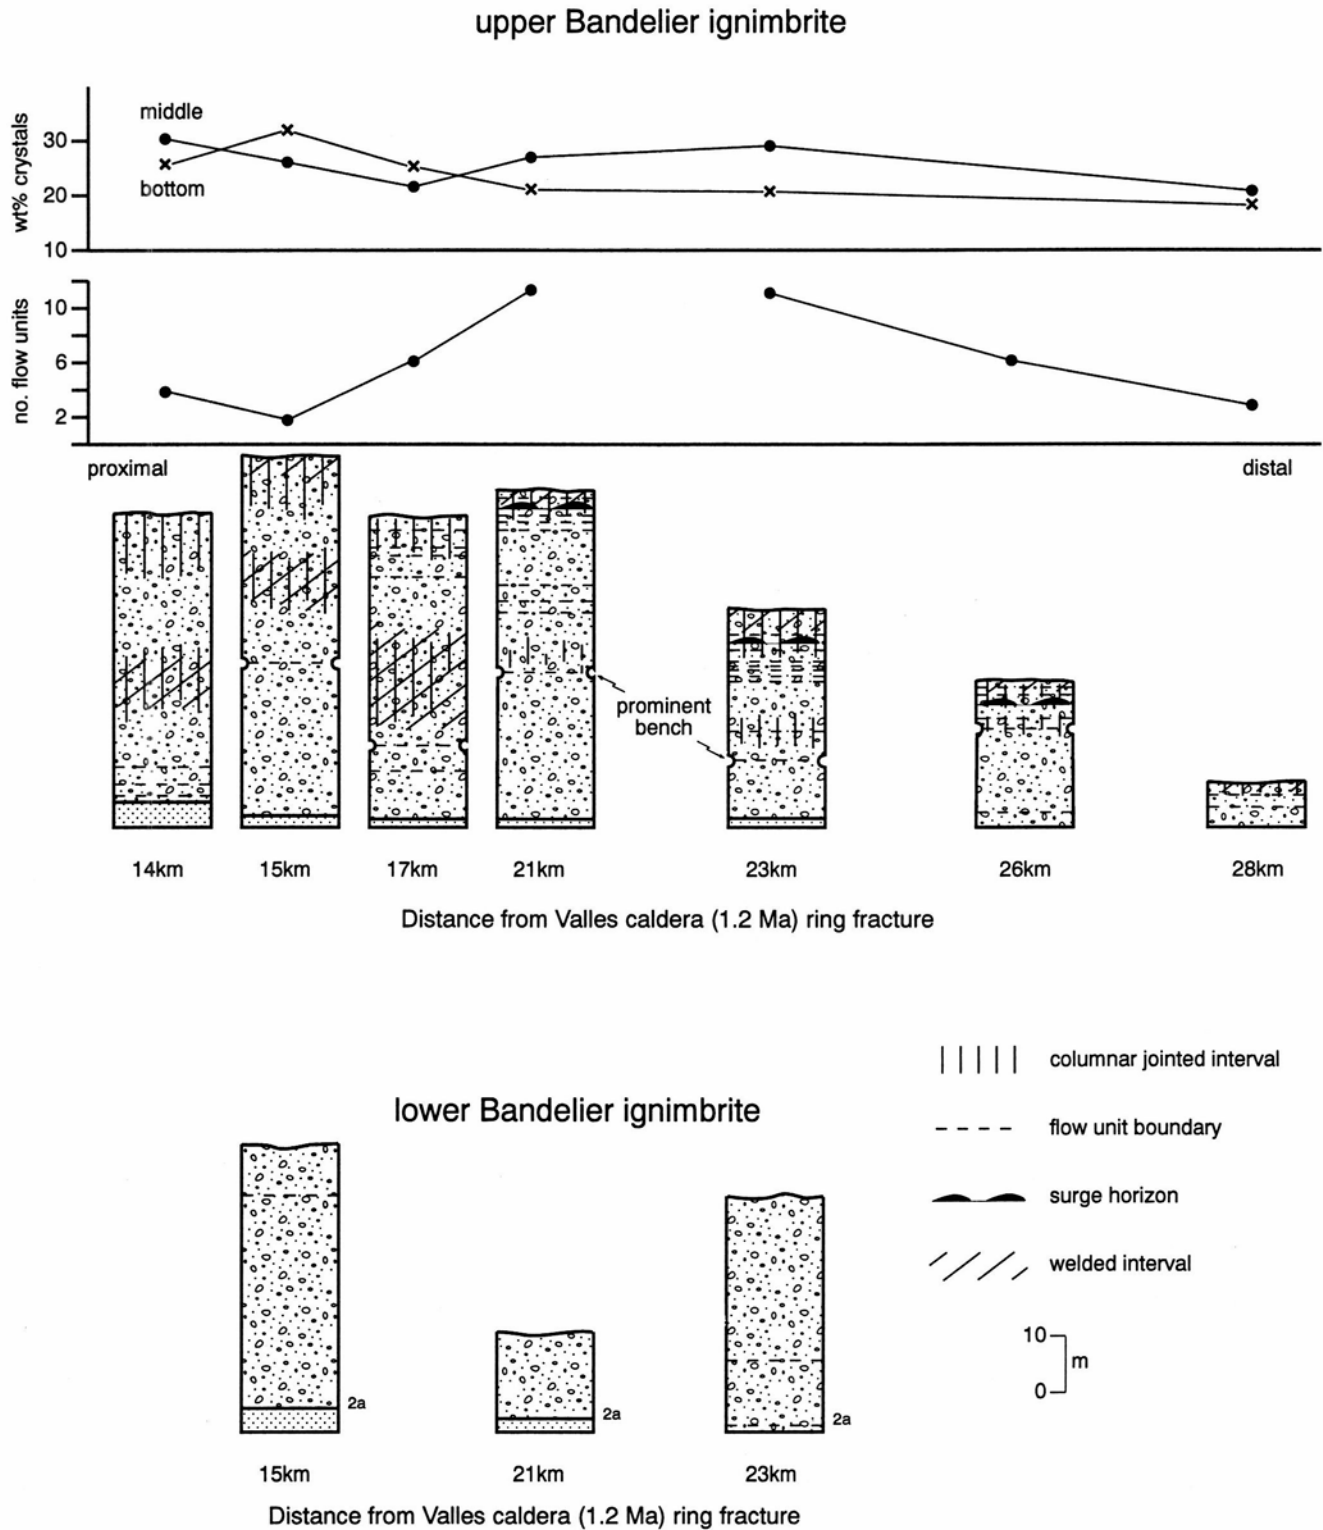 upper Bandelier ignimbrite
wt% crystals
30
20
10
middle
bottom
no. flow units
10
6
2
proximal
distal
prominent
bench
14km
15km
17km
21km
23km
26km
28km
Distance from Valles caldera (1.2 Ma) ring fracture
columnar jointed interval
flow unit boundary
surge horizon
welded interval
10
0
m
lower Bandelier ignimbrite
2a
2a
2a
15km
21km
23km
Distance from Valles caldera (1.2 Ma) ring fracture